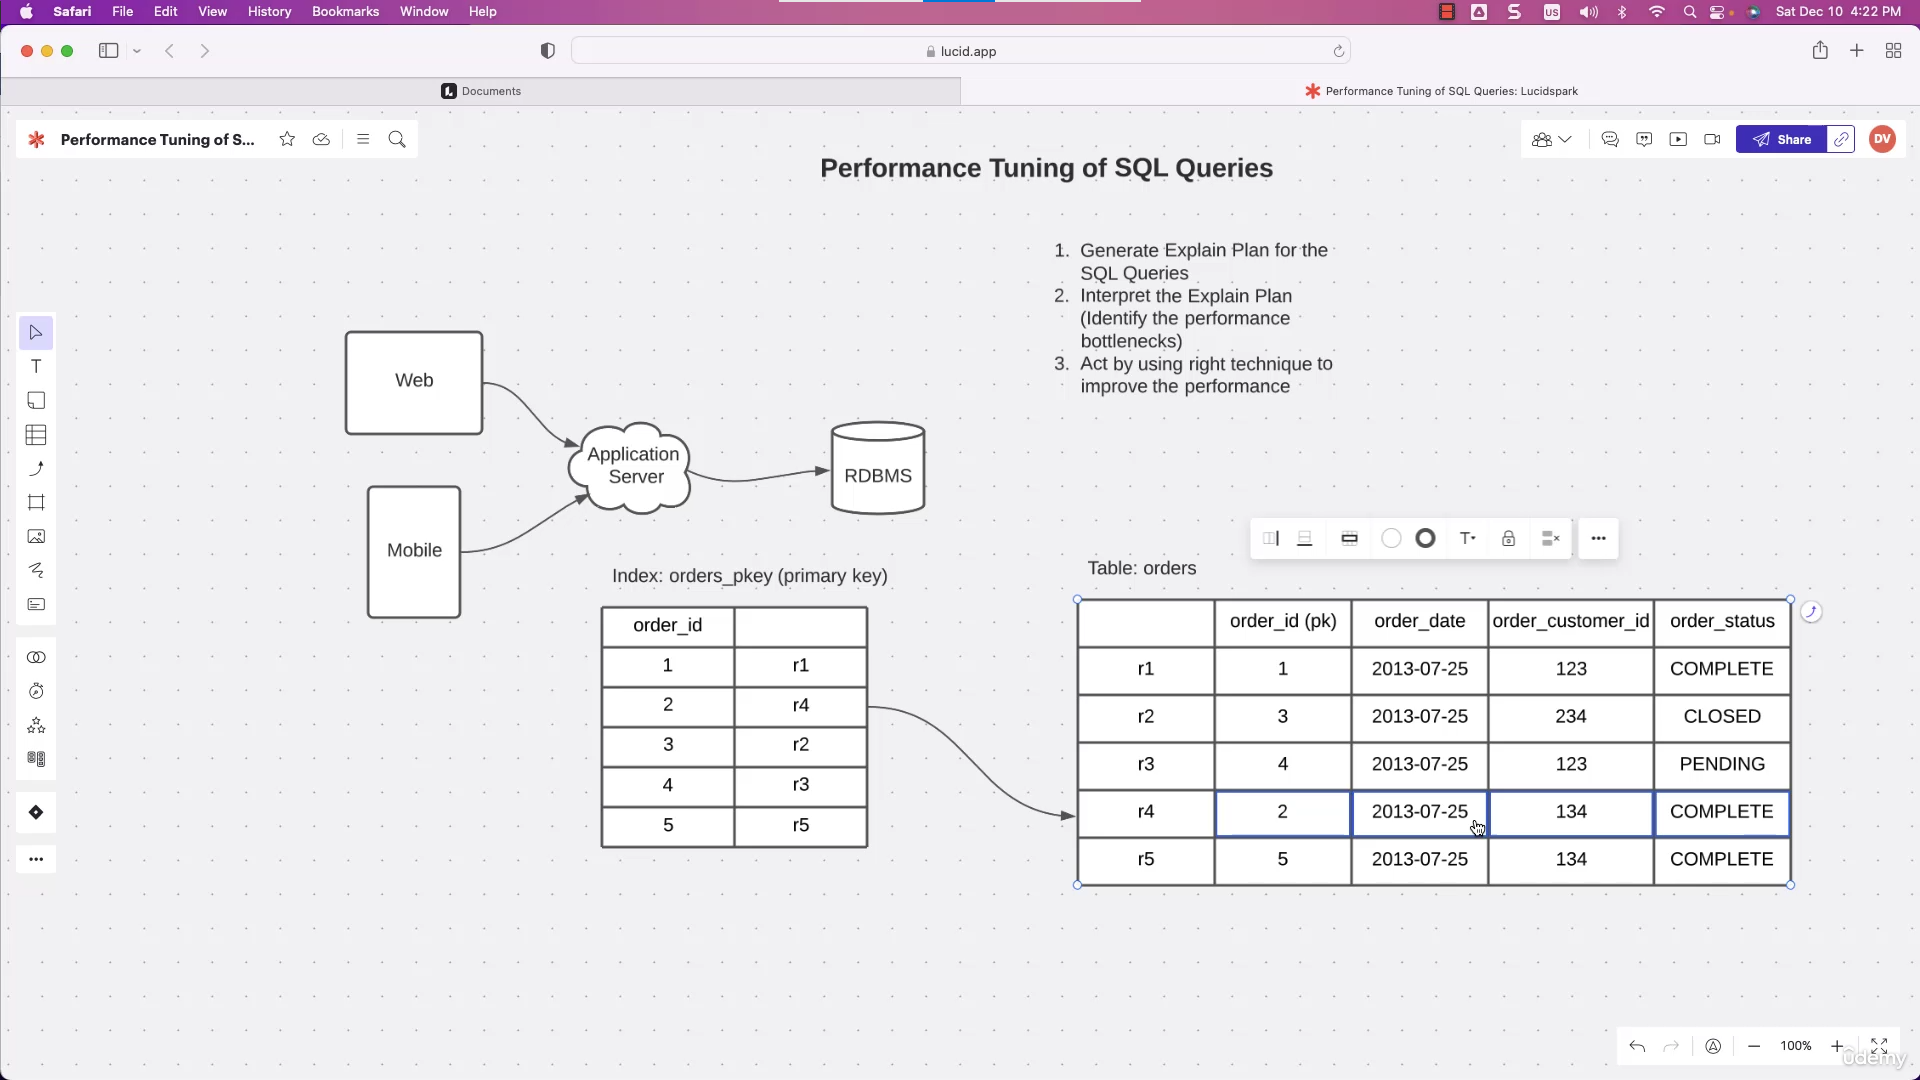 Safari File Edit View History Bookmarks Window Help
US Sat Dec 10 4:22 PM
lucid.app
Documents
Performance Tuning of SQL Queries: Lucidspark
Performance Tuning of S...
Share
DV
Performance Tuning of SQL Queries
1. Generate Explain Plan for the
SQL Queries
2. Interpret the Explain Plan
(Identify the performance
bottlenecks)
3. Act by using right technique to
improve the performance
Web
Mobile
Application
Server
RDBMS
Index: orders_pkey (primary key)
order_id
1 r1
2 r4
3 r2
4 r3
5 r5
T
Table: orders
order_id (pk) order_date order_customer_id order_status
r1 1 2013-07-25 123 COMPLETE
r2 3 2013-07-25 234 CLOSED
r3 4 2013-07-25 123 PENDING
r4 2 2013-07-25 134 COMPLETE
r5 5 2013-07-25 134 COMPLETE
100%
ûdemy